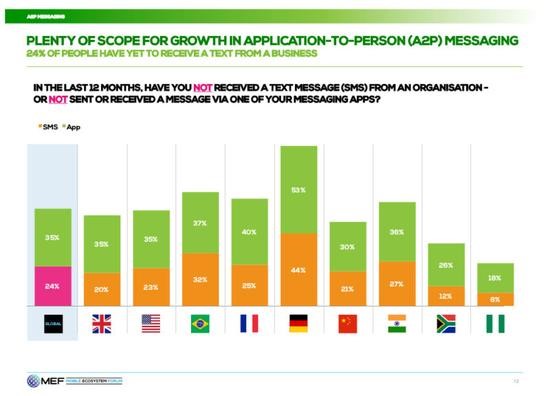 A2P MESSAGING
PLENTY OF SCOPE FOR GROWTH IN APPLICATION-TO-PERSON (A2P) MESSAGING
24% OF PEOPLE HAVE YET TO RECEIVE A TEXT FROM A BUSINESS
IN THE LAST 12 MONTHS, HAVE YOU NOT RECEIVED A TEXT MESSAGE (SMS) FROM AN ORGANISATION -
OR NOT SENT OR RECEIVED A MESSAGE VIA ONE OF YOUR MESSAGING APPS?
SMS App
35% 35% 35% 37% 40% 53% 30% 36% 26% 18%
24% 20% 23% 32% 25% 44% 21% 27% 12% 8%
GLOBAL
MEF MOBILE ECOSYSTEM FORUM